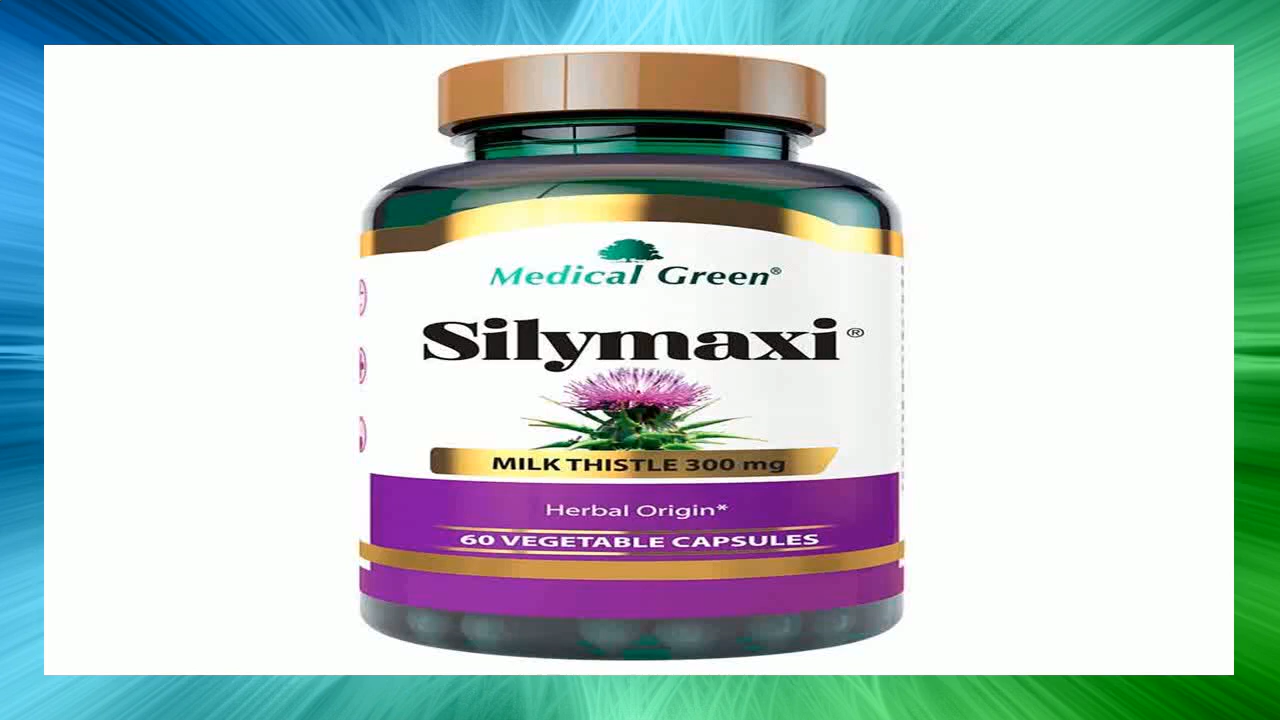 Medical Green®
Silymaxi®
MILK THISTLE 300 mg
Herbal Origin*
60 VEGETABLE CAPSULES